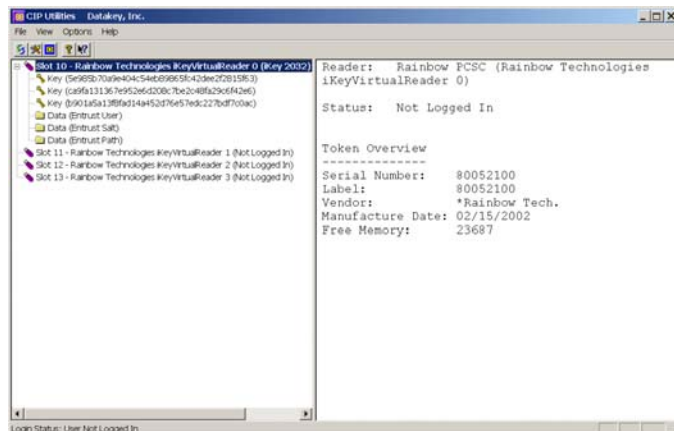 CIP Utilities Datakey, Inc.
File View Options Help
Slot 10 - Rainbow Technologies iKeyVirtualReader 0 (iKey 2032)
Key (5e985b70a9e404c54eb89865fc42dee2f2815f63)
Key (ca9fa131367e952e6d208c7be2c48fa29c6f42e6)
Key (b901a5a13f8fad14a452d76e57edc227bdf7c0ac)
Data (Entrust User)
Data (Entrust Salt)
Data (Entrust Path)
Slot 11 - Rainbow Technologies iKeyVirtualReader 1 (Not Logged In)
Slot 12 - Rainbow Technologies iKeyVirtualReader 2 (Not Logged In)
Slot 13 - Rainbow Technologies iKeyVirtualReader 3 (Not Logged In)
Reader: Rainbow PCSC (Rainbow Technologies
iKeyVirtualReader 0)
Status: Not Logged In
Token Overview
--------------
Serial Number: 80052100
Label: 80052100
Vendor: *Rainbow Tech.
Manufacture Date: 02/15/2002
Free Memory: 23687
Login Status: User Not Logged In